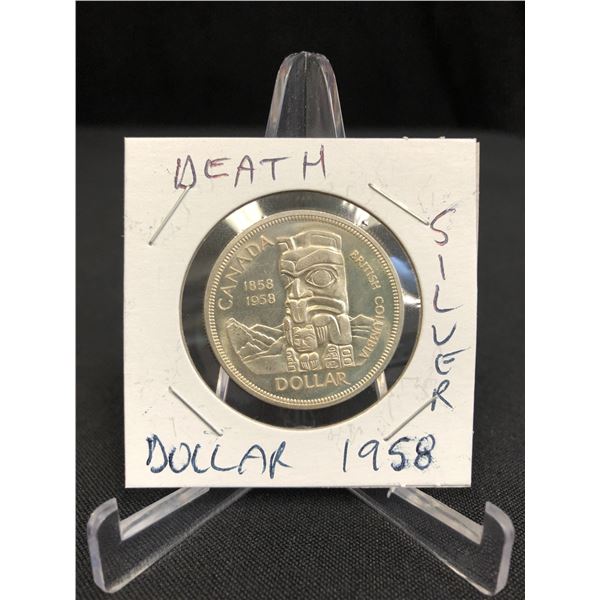 DEATH
SILVER
CANADA
1858
1958
BRITISH COLUMBIA
DOLLAR
DOLLAR 1958